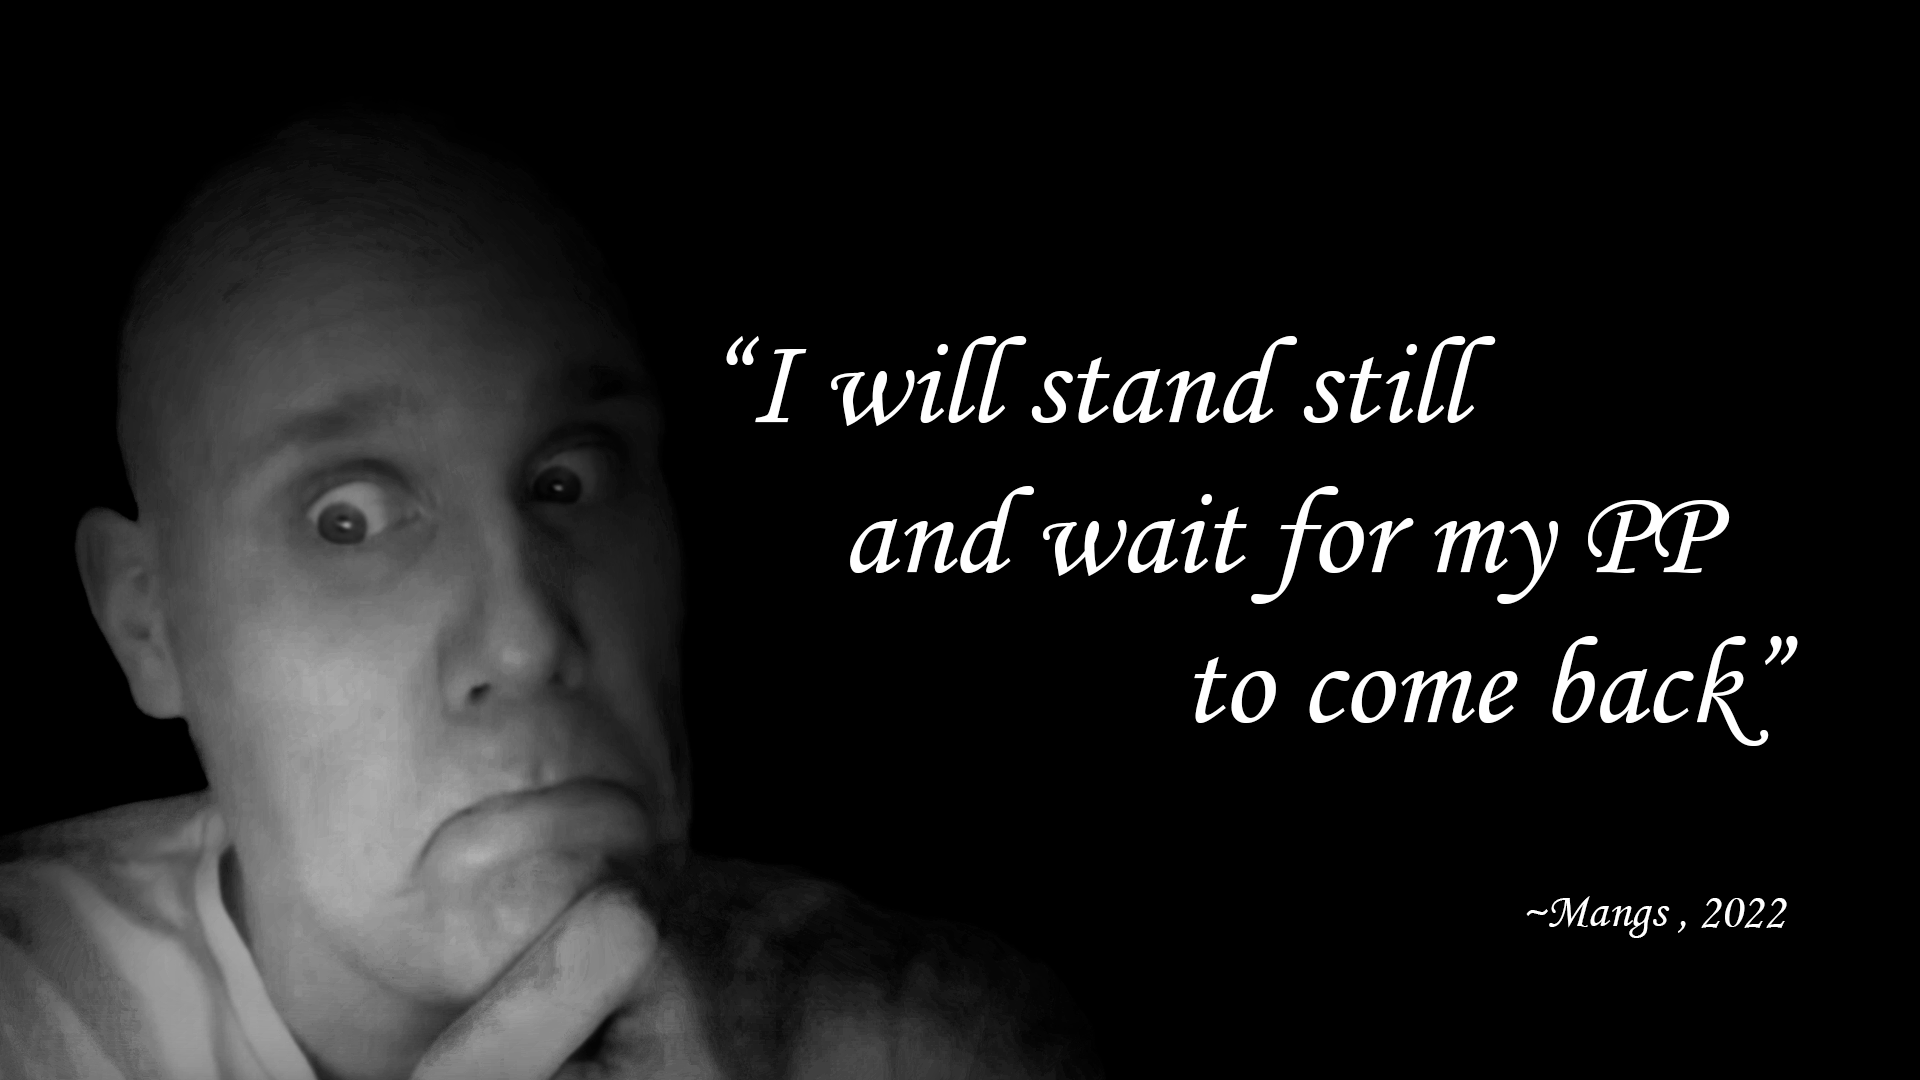 “I will stand still
and wait for my PP
to come back”
~Mangs , 2022